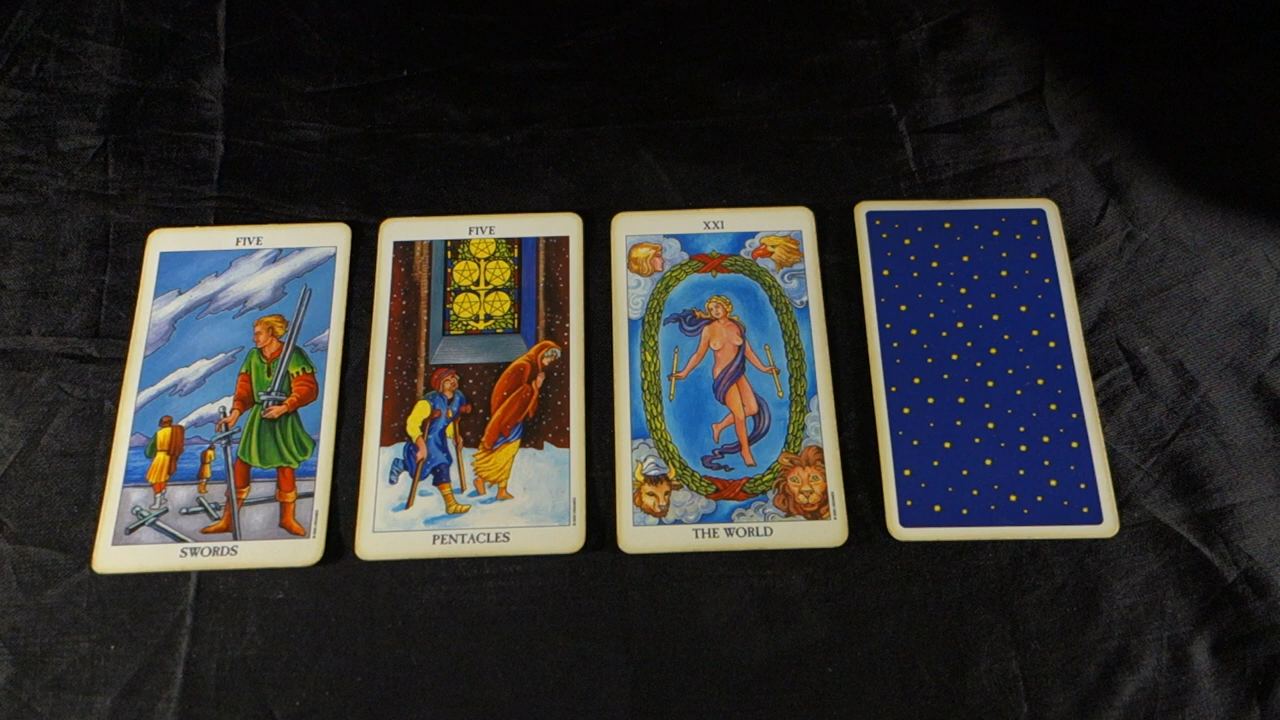 FIVE
SWORDS
FIVE
PENTACLES
XXI
THE WORLD